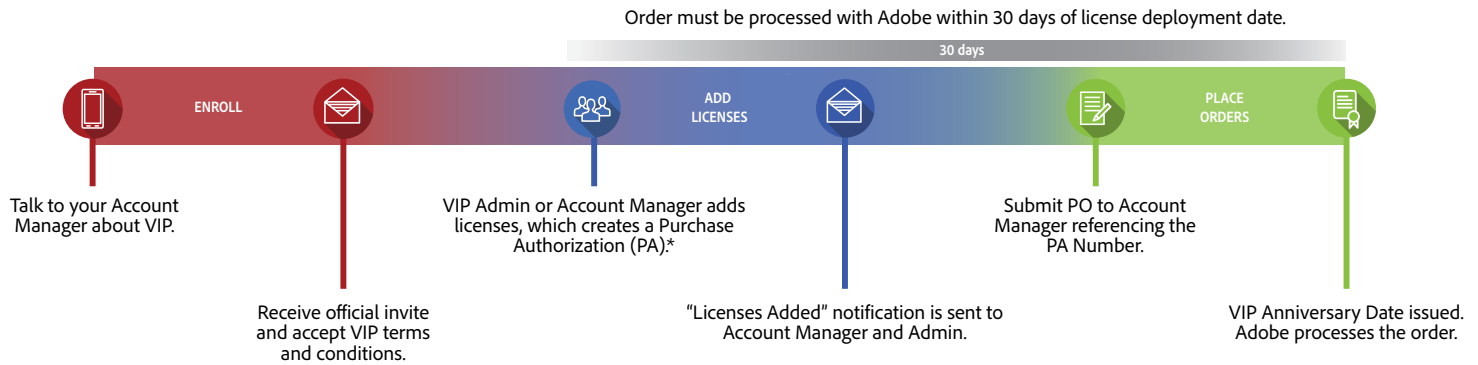 Order must be processed with Adobe within 30 days of license deployment date.
30 days
ENROLL
ADD
LICENSES
PLACE
ORDERS
Talk to your Account
Manager about VIP.
Receive official invite
and accept VIP terms
and conditions.
VIP Admin or Account Manager adds
licenses, which creates a Purchase
Authorization (PA).*
“Licenses Added” notification is sent to
Account Manager and Admin.
Submit PO to Account
Manager referencing the
PA Number.
VIP Anniversary Date issued.
Adobe processes the order.